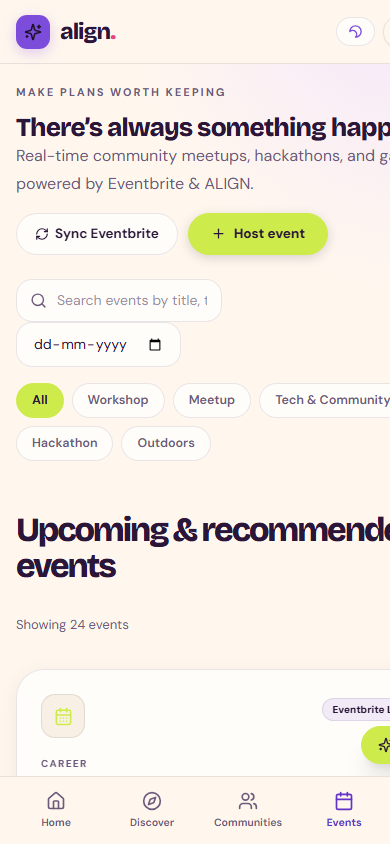 align.
MAKE PLANS WORTH KEEPING
There's always something happ
Real-time community meetups, hackathons, and ga
powered by Eventbrite & ALIGN.
Sync Eventbrite
Host event
Search events by title, t
dd-mm-yyyy
All
Workshop
Meetup
Tech & Community
Hackathon
Outdoors
Upcoming & recommende
events
Showing 24 events
Eventbrite L
CAREER
Home
Discover
Communities
Events